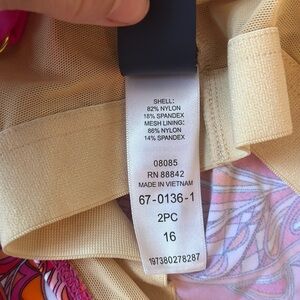 SHELL:
82% NYLON
18% SPANDEX
MESH LINING:
86% NYLON
14% SPANDEX
08085
RN 88842
MADE IN VIETNAM
67-0136-1
2PC
16
197380278287